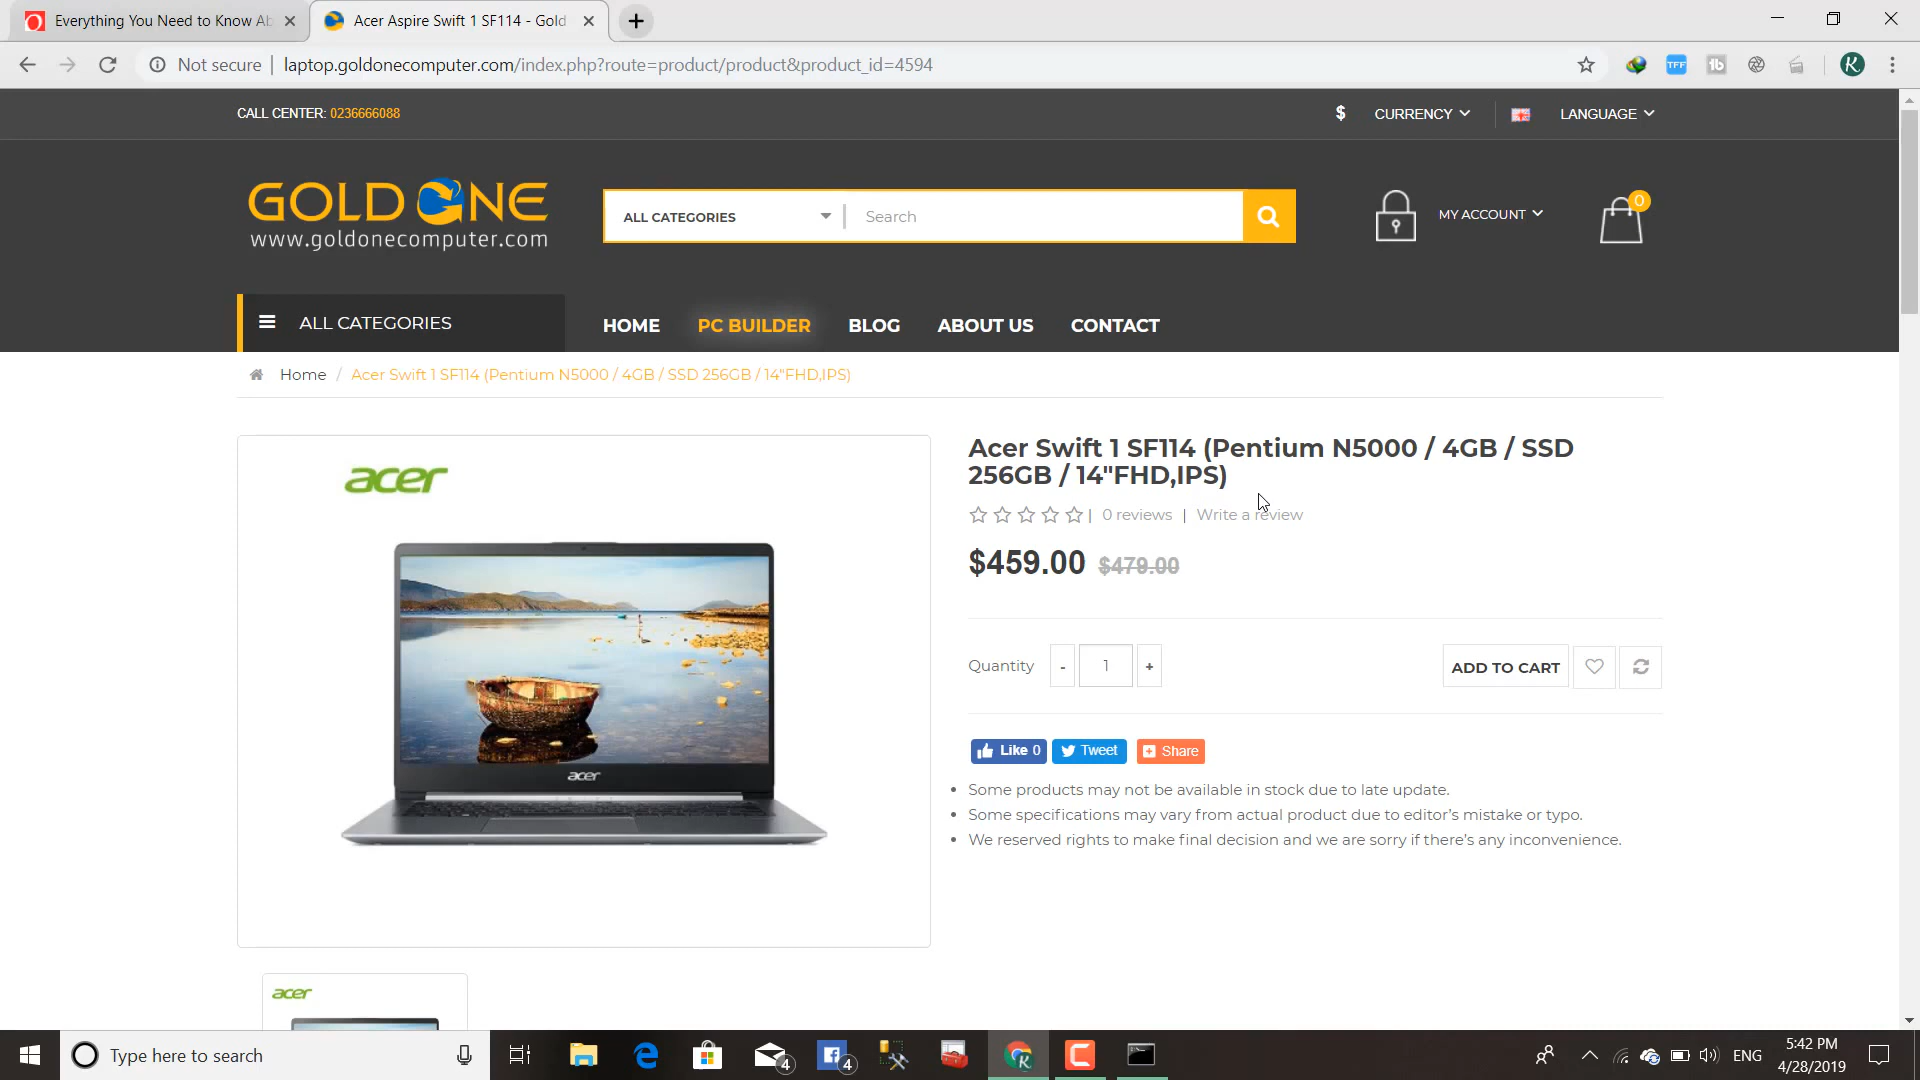 Everything You Need to Know Ab
Acer Aspire Swift 1 SF114 - Gold
Not secure | laptop.goldonecomputer.com/index.php?route=product/product&product_id=4594
TFF
K
CALL CENTER: 0236666088
$ CURRENCY
LANGUAGE
GOLD ONE
www.goldonecomputer.com
ALL CATEGORIES
Search
MY ACCOUNT
0
ALL CATEGORIES
HOME
PC BUILDER
BLOG
ABOUT US
CONTACT
Home / Acer Swift 1 SF114 (Pentium N5000 / 4GB / SSD 256GB / 14"FHD,IPS)
acer
acer
Acer Swift 1 SF114 (Pentium N5000 / 4GB / SSD
256GB / 14"FHD,IPS)
| 0 reviews | Write a review
$459.00 $479.00
Quantity - 1 +
ADD TO CART
Like 0
Tweet
Share
• Some products may not be available in stock due to late update.
• Some specifications may vary from actual product due to editor's mistake or typo.
• We reserved rights to make final decision and we are sorry if there's any inconvenience.
acer
Type here to search
4
4
K
ENG
5:42 PM
4/28/2019